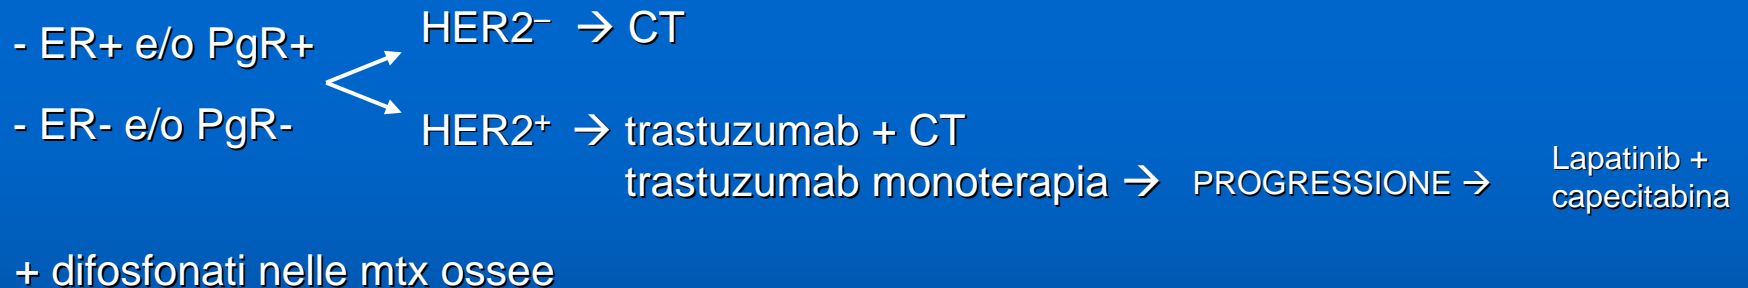 - ER+ e/o PgR+
HER2– → CT
- ER- e/o PgR-
HER2+ → trastuzumab + CT
trastuzumab monoterapia → PROGRESSIONE →
Lapatinib +
capecitabina
+ difosfonati nelle mtx ossee